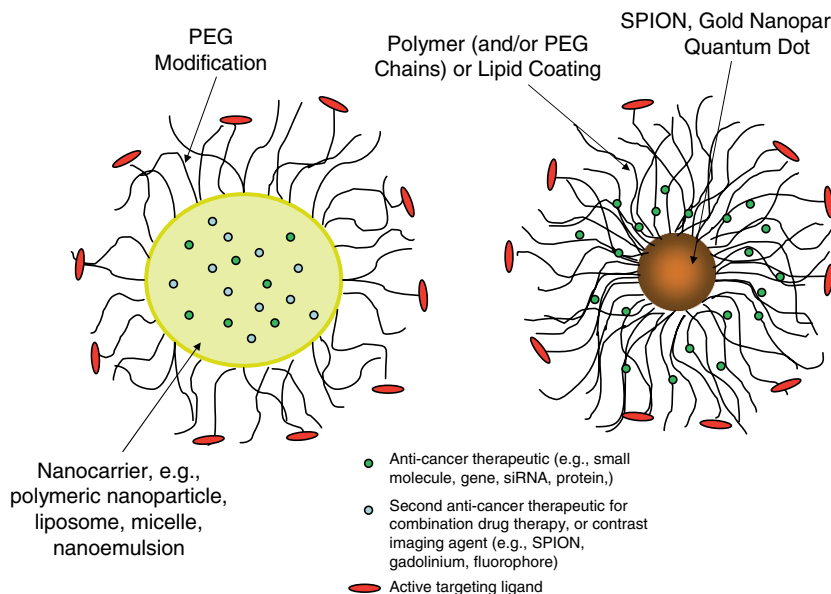 PEG
Modification
Polymer (and/or PEG
Chains) or Lipid Coating
SPION, Gold Nanopar
Quantum Dot
Nanocarrier, e.g.,
polymeric nanoparticle,
liposome, micelle,
nanoemulsion
Anti-cancer therapeutic (e.g., small
molecule, gene, siRNA, protein,)
Second anti-cancer therapeutic for
combination drug therapy, or contrast
imaging agent (e.g., SPION,
gadolinium, fluorophore)
Active targeting ligand